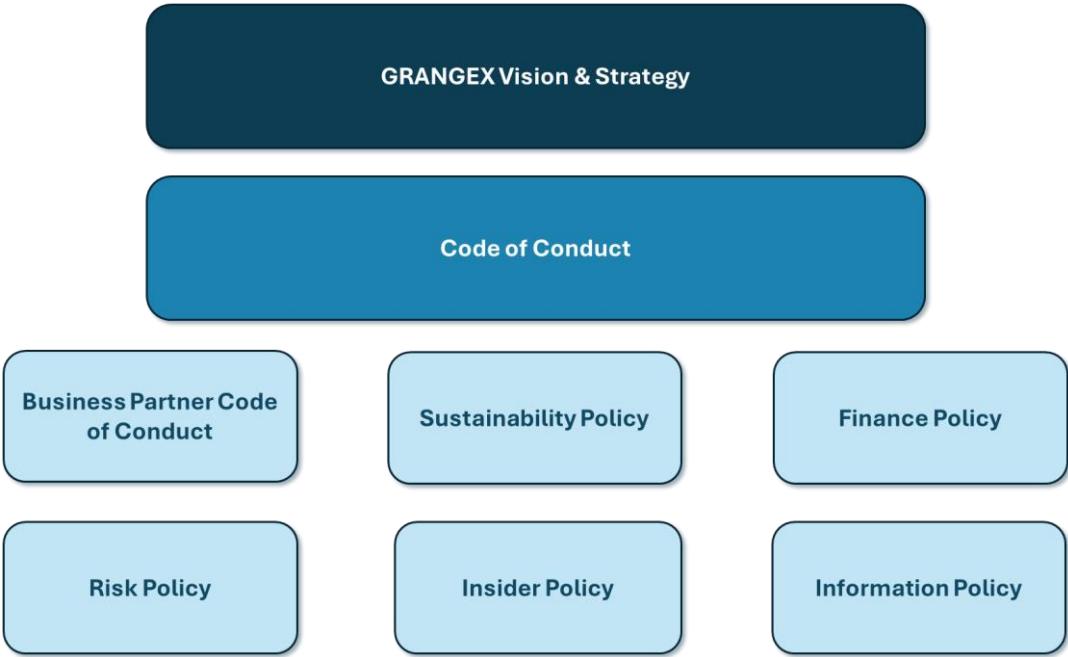 GRANGEX Vision & Strategy
Code of Conduct
Business Partner Code
of Conduct
Sustainability Policy
Finance Policy
Risk Policy
Insider Policy
Information Policy